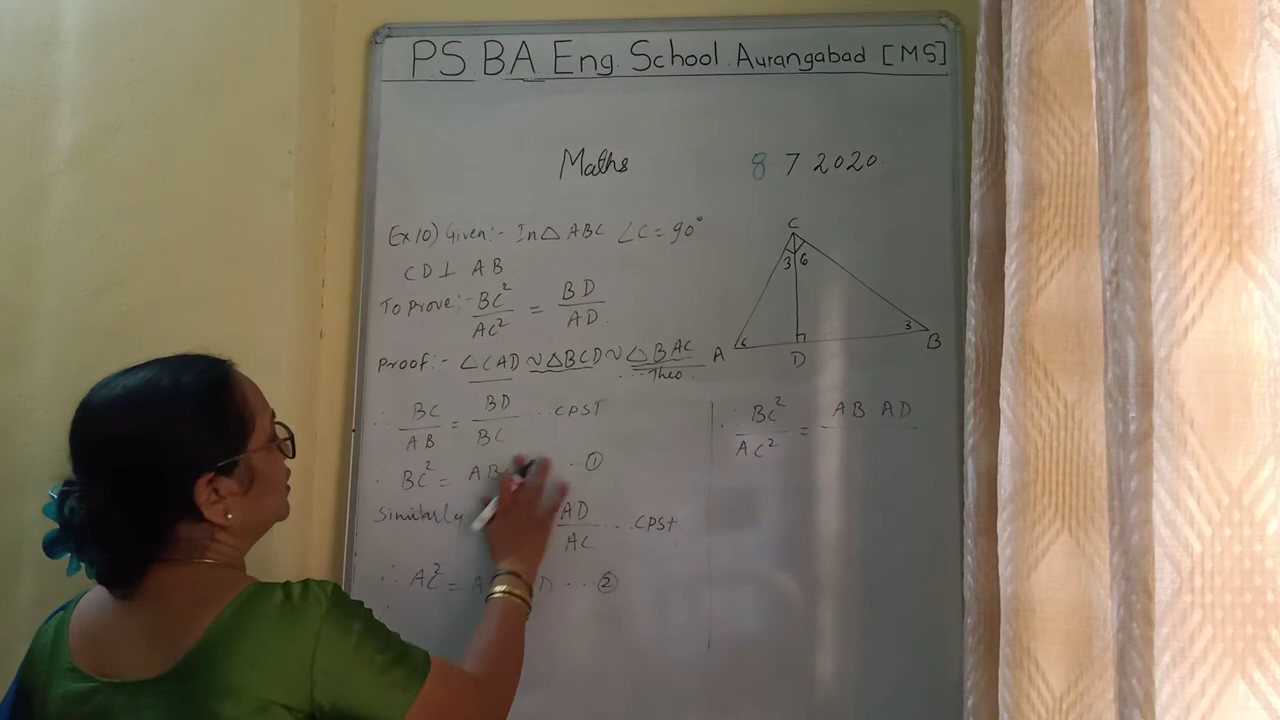 PS BA Eng. School Aurangabad [MS]
Maths 8 7 2020.
Ex 10) Given:- In △ ABC ∠C = 90°
CD⊥ AB.
To Prove:- BC²/AC² = BD/AD.
Proof:- △CAD ~ △BCD ~ △BAC
... Theo.
∴ BC/AB = BD/BC ...CPST
∴ BC² = AB ... ①
Similarly AD/AC ...CPST
∴ AC² = A D ... ②
C
3 6
6 3
A D B
∴ BC²/AC² = AB AD